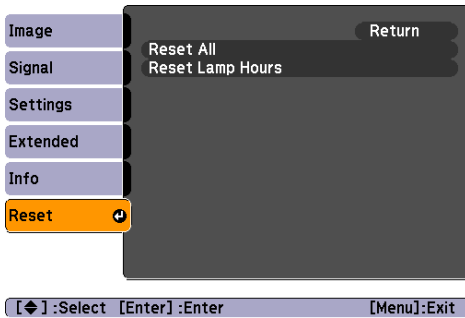 Image
Signal
Settings
Extended
Info
Reset
Return
Reset All
Reset Lamp Hours
[ ] :Select [Enter] :Enter [Menu]:Exit